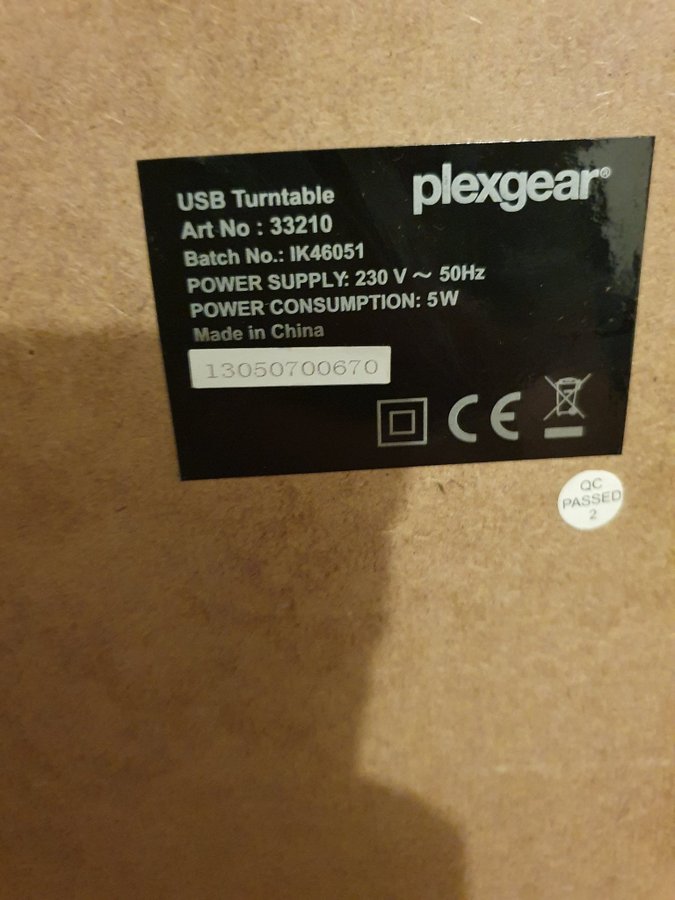 plexgear®
USB Turntable
Art No : 33210
Batch No.: IK46051
POWER SUPPLY: 230 V ~ 50Hz
POWER CONSUMPTION: 5W
Made in China
13050700670
CE
QC
PASSED
2